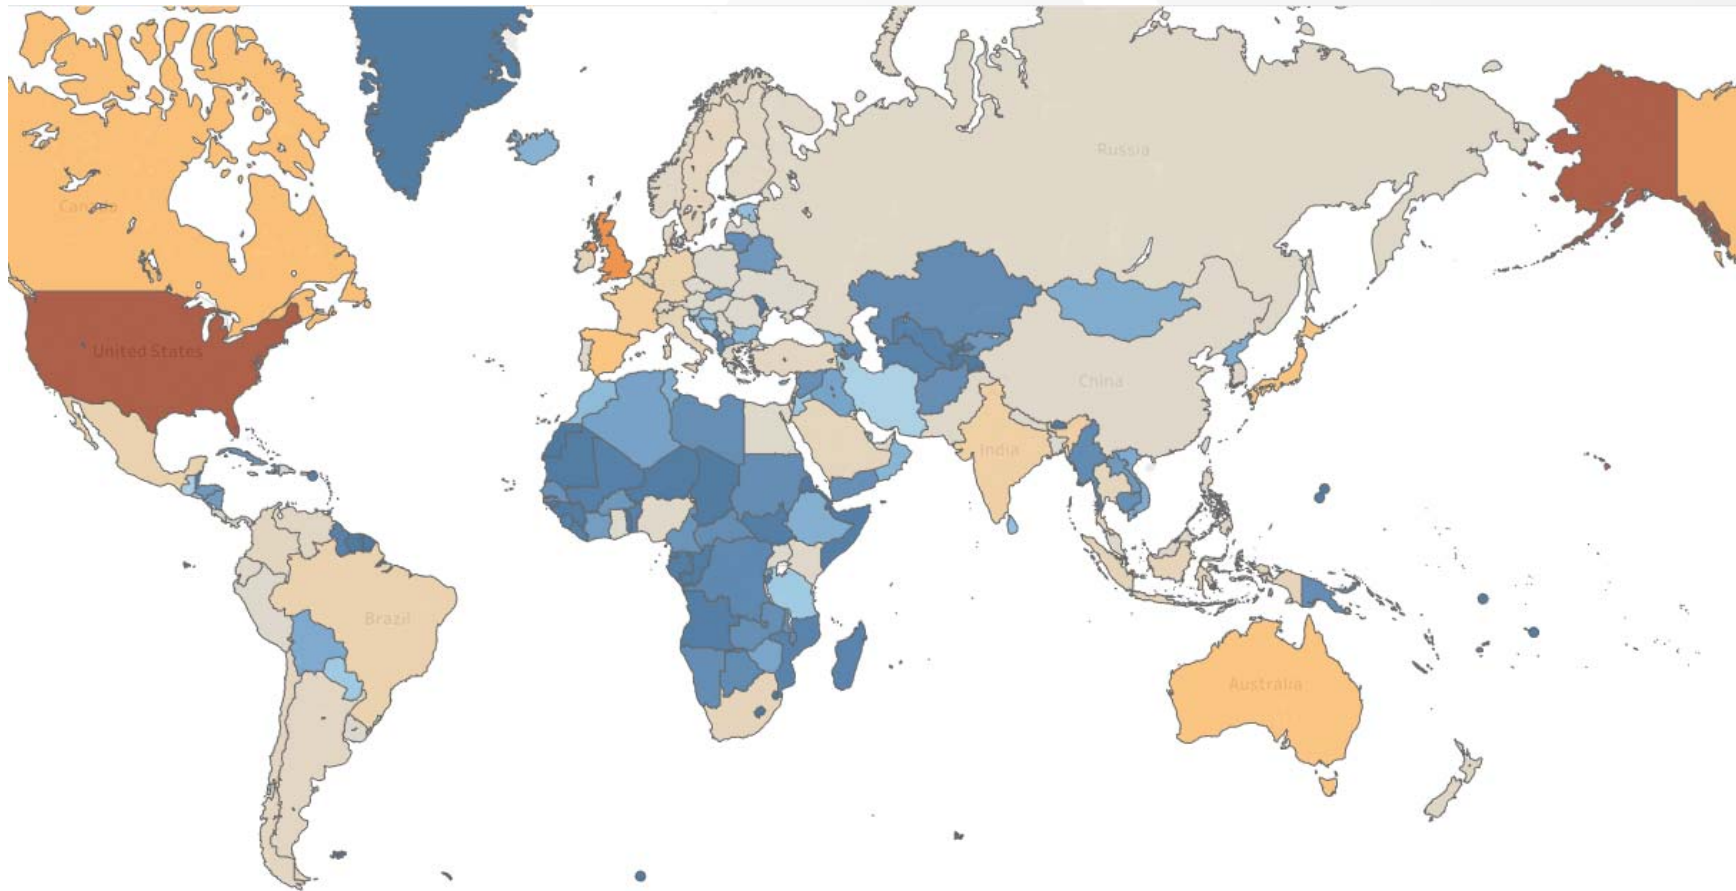 Russia
Canada
United States
China
India
Brazil
Australia